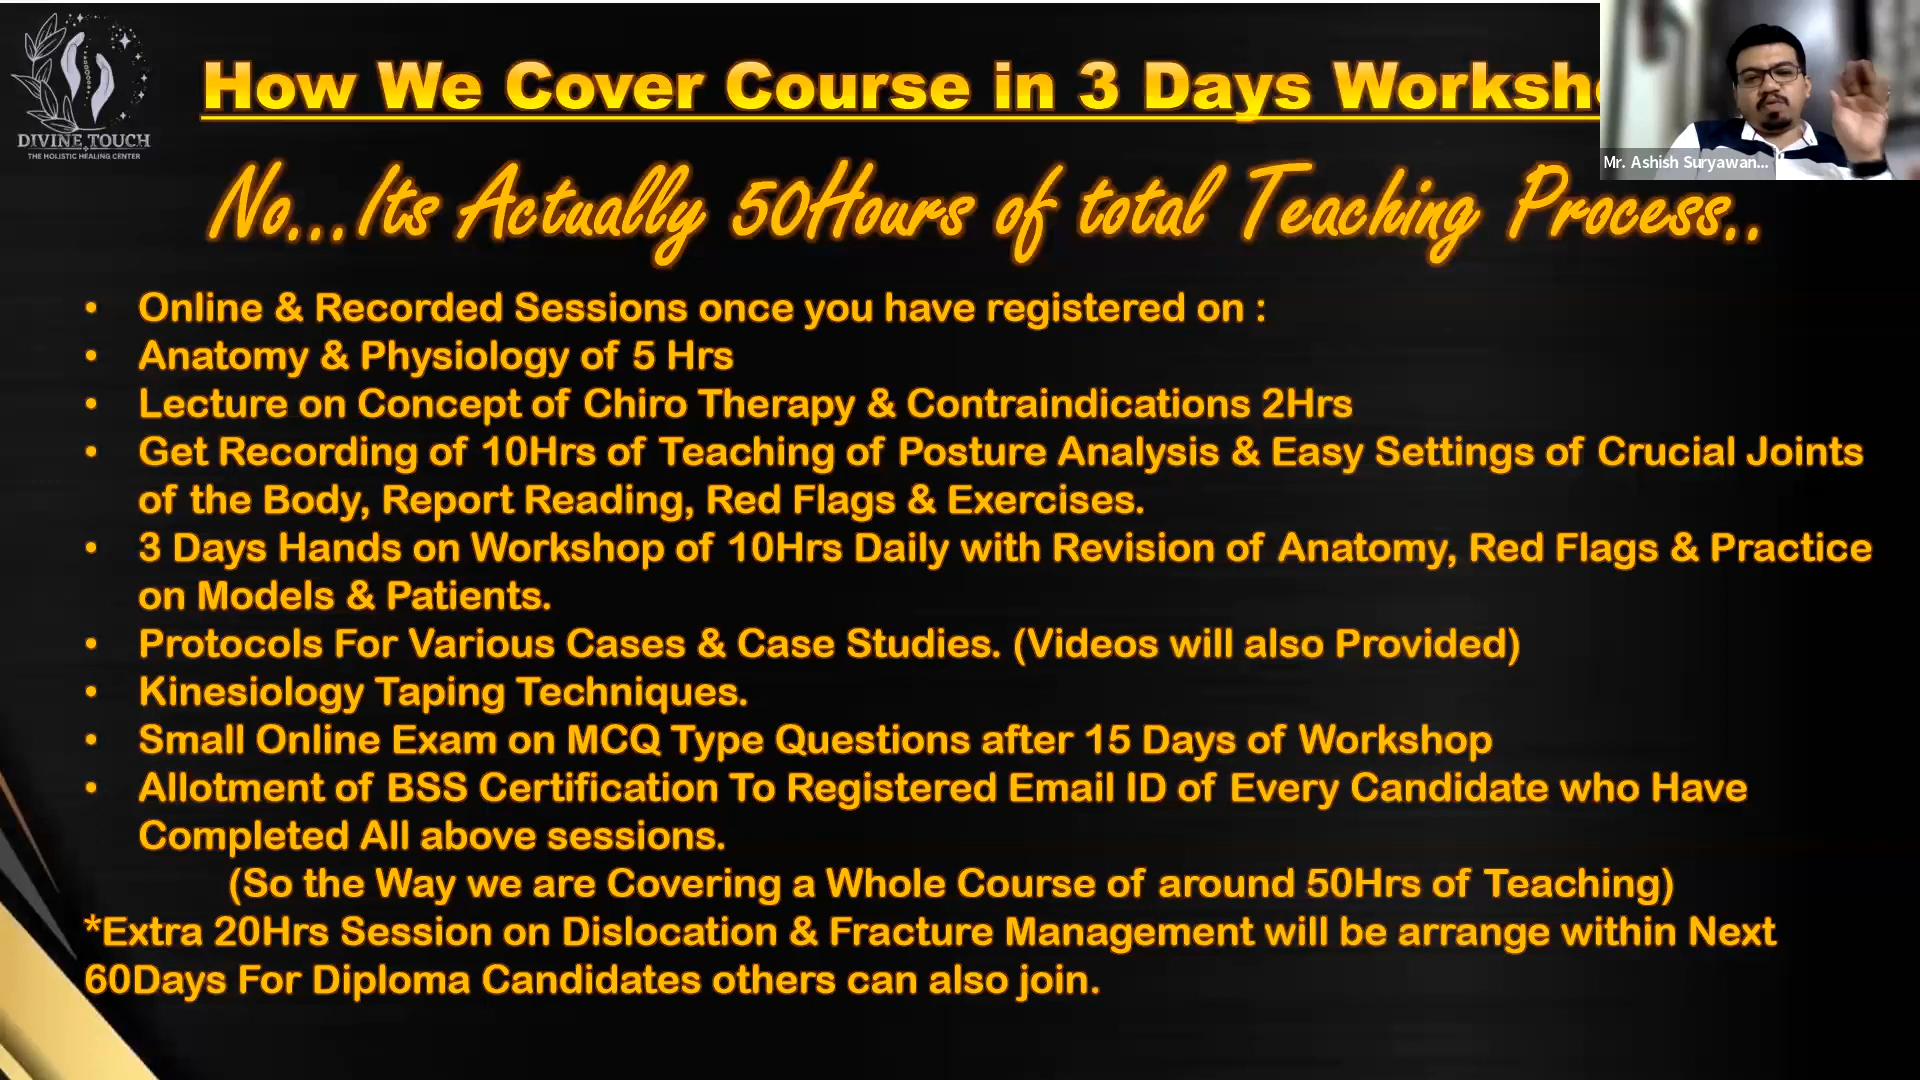 How We Cover Course in 3 Days Worksh
Mr. Ashish Suryawan...
DIVINE TOUCH
THE HOLISTIC HEALING CENTER
No...Its Actually 50Hours of total Teaching Process..
• Online & Recorded Sessions once you have registered on :
• Anatomy & Physiology of 5 Hrs
• Lecture on Concept of Chiro Therapy & Contraindications 2Hrs
• Get Recording of 10Hrs of Teaching of Posture Analysis & Easy Settings of Crucial Joints
of the Body, Report Reading, Red Flags & Exercises.
• 3 Days Hands on Workshop of 10Hrs Daily with Revision of Anatomy, Red Flags & Practice
on Models & Patients.
• Protocols For Various Cases & Case Studies. (Videos will also Provided)
• Kinesiology Taping Techniques.
• Small Online Exam on MCQ Type Questions after 15 Days of Workshop
• Allotment of BSS Certification To Registered Email ID of Every Candidate who Have
Completed All above sessions.
(So the Way we are Covering a Whole Course of around 50Hrs of Teaching)
*Extra 20Hrs Session on Dislocation & Fracture Management will be arrange within Next
60Days For Diploma Candidates others can also join.